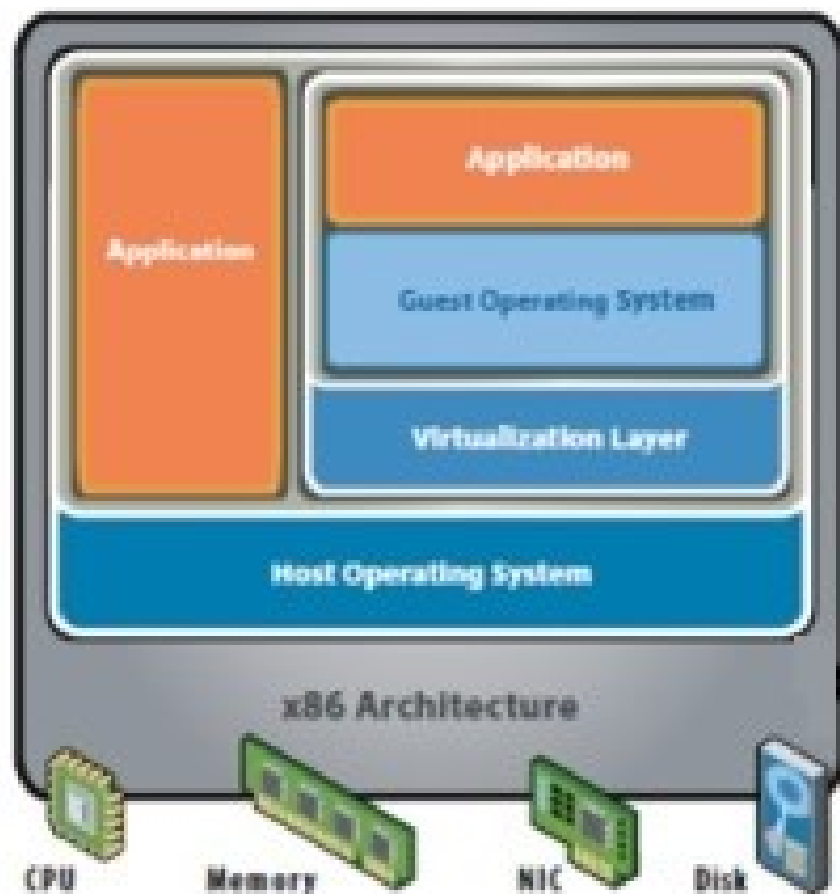 Application
Application
Guest Operating System
Virtualization Layer
Host Operating System
x86 Architecture
CPU
Memory
NIC
Disk